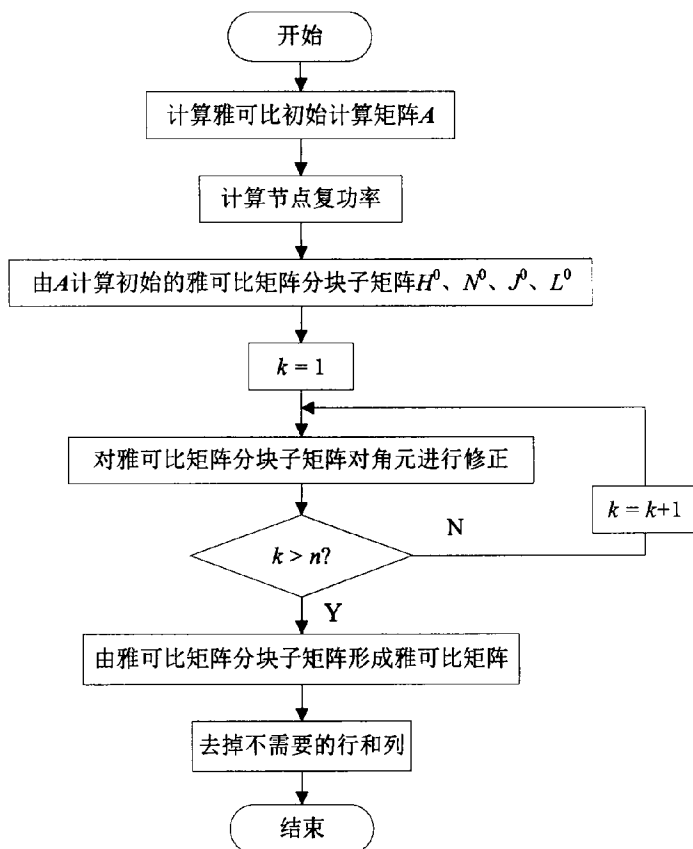 开始
计算雅可比初始计算矩阵A
计算节点复功率
由A计算初始的雅可比矩阵分块子矩阵H⁰、N⁰、J⁰、L⁰
k = 1
对雅可比矩阵分块子矩阵对角元进行修正
k = k+1
k > n?
N
Y
由雅可比矩阵分块子矩阵形成雅可比矩阵
去掉不需要的行和列
结束